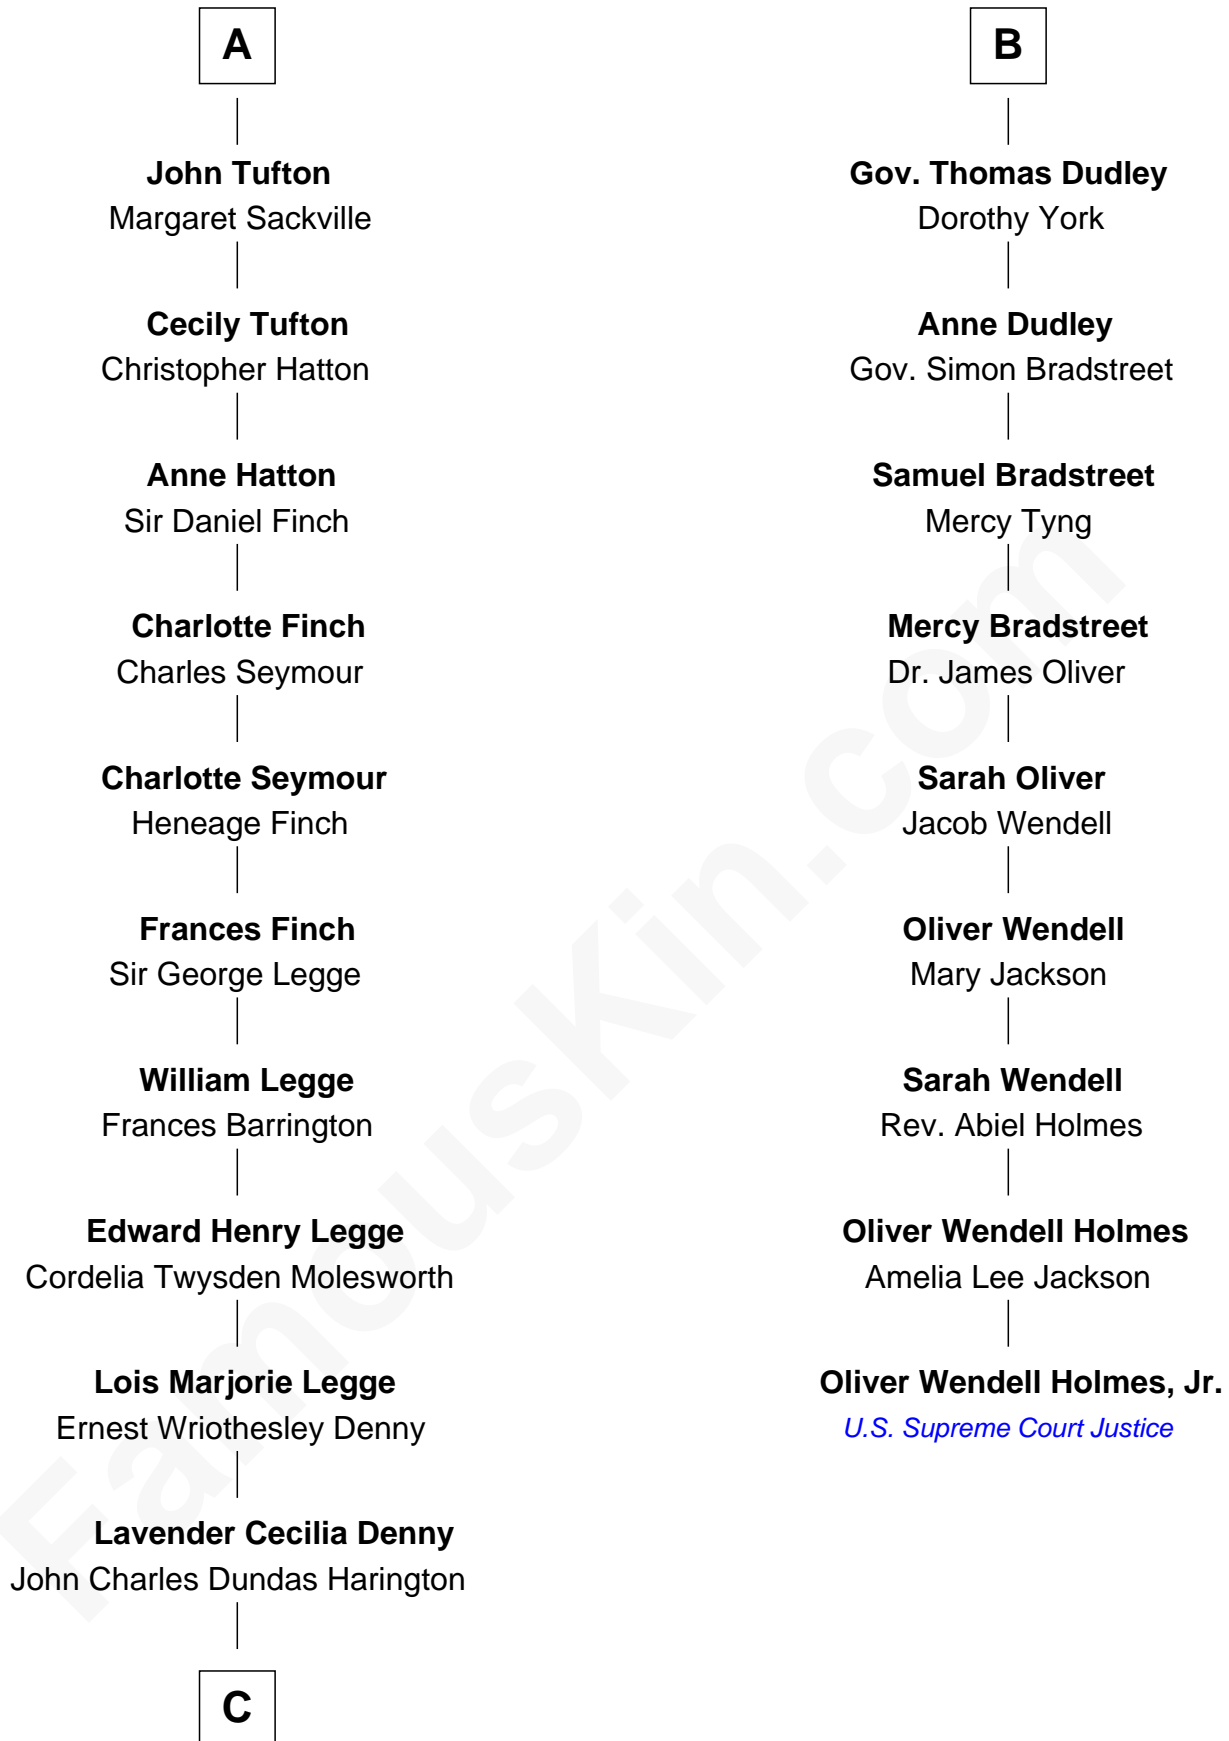 A
John Tufton
Margaret Sackville
Cecily Tufton
Christopher Hatton
Anne Hatton
Sir Daniel Finch
Charlotte Finch
Charles Seymour
Charlotte Seymour
Heneage Finch
Frances Finch
Sir George Legge
William Legge
Frances Barrington
Edward Henry Legge
Cordelia Twysden Molesworth
Lois Marjorie Legge
Ernest Wriothesley Denny
Lavender Cecilia Denny
John Charles Dundas Harington
C
B
Gov. Thomas Dudley
Dorothy York
Anne Dudley
Gov. Simon Bradstreet
Samuel Bradstreet
Mercy Tyng
Mercy Bradstreet
Dr. James Oliver
Sarah Oliver
Jacob Wendell
Oliver Wendell
Mary Jackson
Sarah Wendell
Rev. Abiel Holmes
Oliver Wendell Holmes
Amelia Lee Jackson
Oliver Wendell Holmes, Jr.
U.S. Supreme Court Justice
FamousKin.com